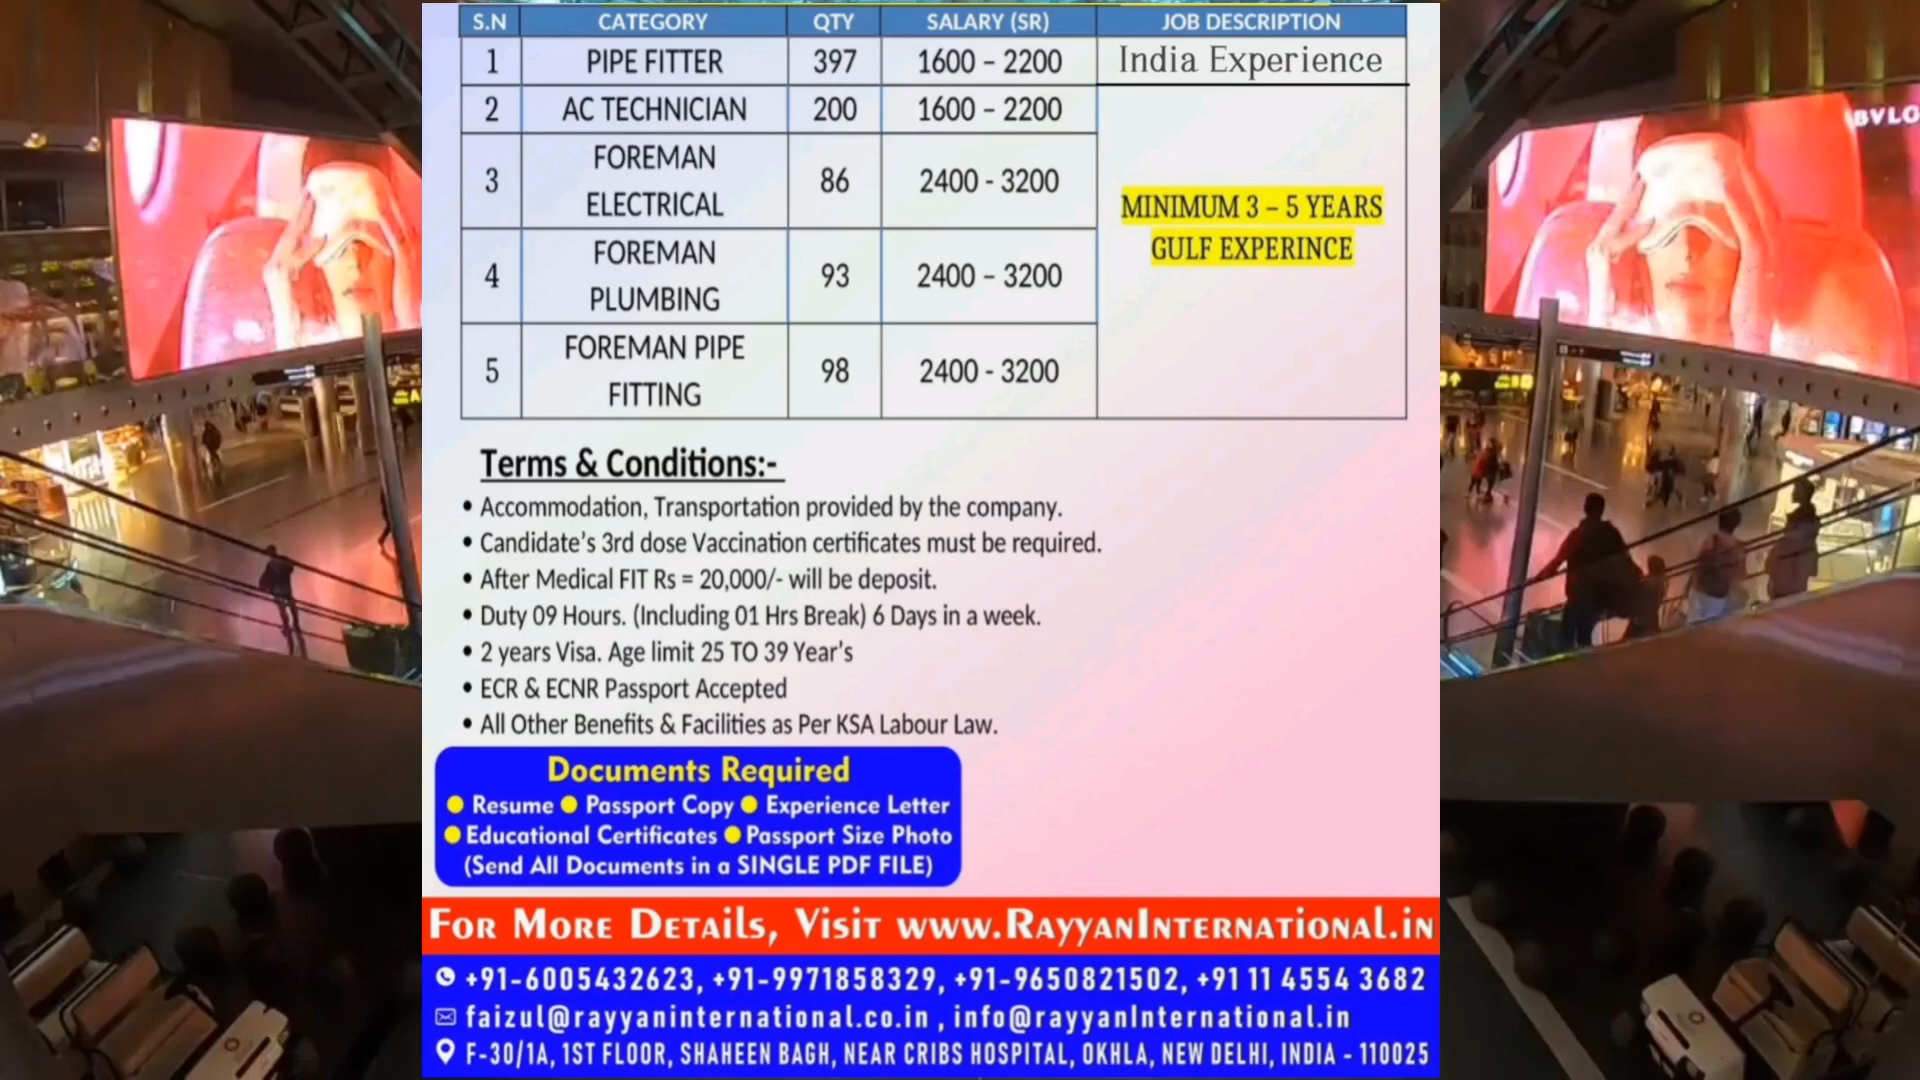 S.N CATEGORY QTY SALARY (SR) JOB DESCRIPTION
1 PIPE FITTER 397 1600 – 2200 India Experience
2 AC TECHNICIAN 200 1600 – 2200
3 FOREMAN ELECTRICAL 86 2400 - 3200
4 FOREMAN PLUMBING 93 2400 – 3200
5 FOREMAN PIPE FITTING 98 2400 - 3200
MINIMUM 3 – 5 YEARS
GULF EXPERINCE
Terms & Conditions:-
• Accommodation, Transportation provided by the company.
• Candidate's 3rd dose Vaccination certificates must be required.
• After Medical FIT Rs = 20,000/- will be deposit.
• Duty 09 Hours. (Including 01 Hrs Break) 6 Days in a week.
• 2 years Visa. Age limit 25 TO 39 Year's
• ECR & ECNR Passport Accepted
• All Other Benefits & Facilities as Per KSA Labour Law.
Documents Required
● Resume ● Passport Copy ● Experience Letter
● Educational Certificates ● Passport Size Photo
(Send All Documents in a SINGLE PDF FILE)
For More Details, Visit www.RayyanInternational.in
+91-6005432623, +91-9971858329, +91-9650821502, +91 11 4554 3682
faizul@rayyaninternational.co.in , info@rayyanInternational.in
F-30/1A, 1ST FLOOR, SHAHEEN BAGH, NEAR CRIBS HOSPITAL, OKHLA, NEW DELHI, INDIA - 110025